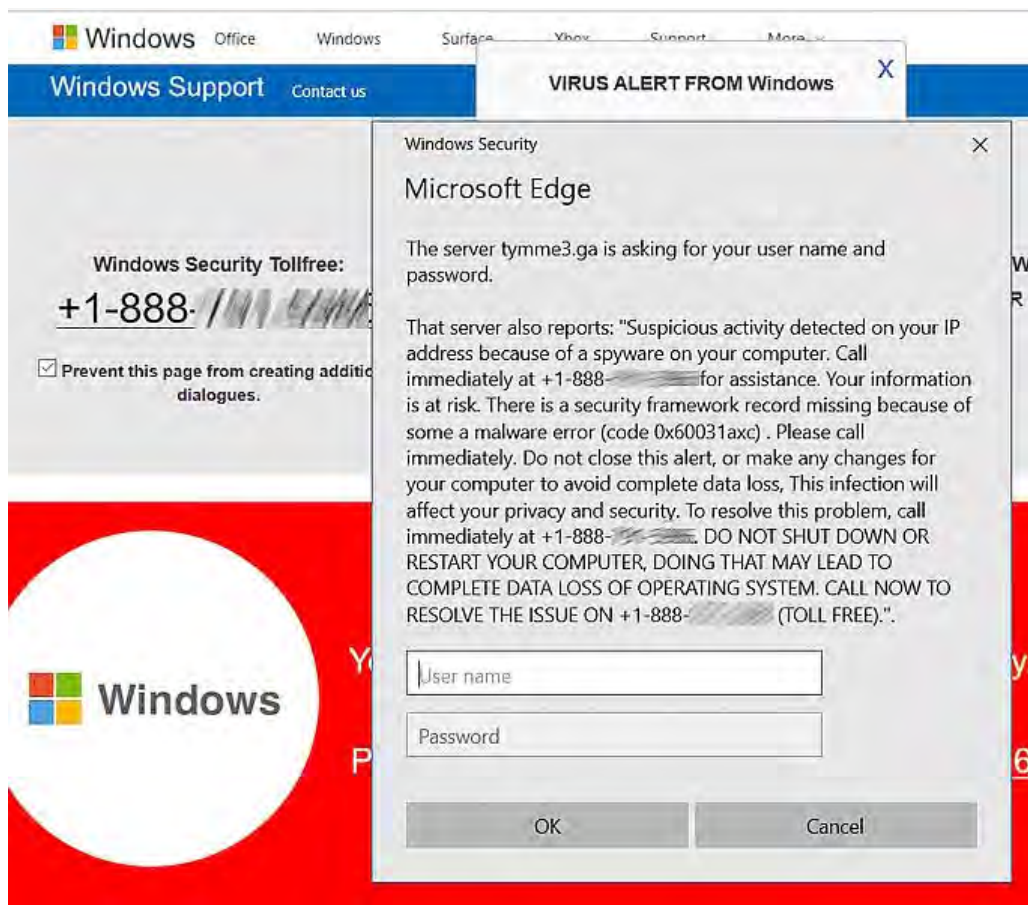 Windows Office Windows Surface Xbox Support More
Windows Support Contact us
VIRUS ALERT FROM Windows X
Windows Security
Microsoft Edge
The server tymme3.ga is asking for your user name and
password.
Windows Security Tollfree:
+1-888-
Prevent this page from creating additio
dialogues.
That server also reports: "Suspicious activity detected on your IP
address because of a spyware on your computer. Call
immediately at +1-888- for assistance. Your information
is at risk. There is a security framework record missing because of
some a malware error (code 0x60031axc) . Please call
immediately. Do not close this alert, or make any changes for
your computer to avoid complete data loss, This infection will
affect your privacy and security. To resolve this problem, call
immediately at +1-888- . DO NOT SHUT DOWN OR
RESTART YOUR COMPUTER, DOING THAT MAY LEAD TO
COMPLETE DATA LOSS OF OPERATING SYSTEM. CALL NOW TO
RESOLVE THE ISSUE ON +1-888- (TOLL FREE).".
User name
Password
OK Cancel
Windows